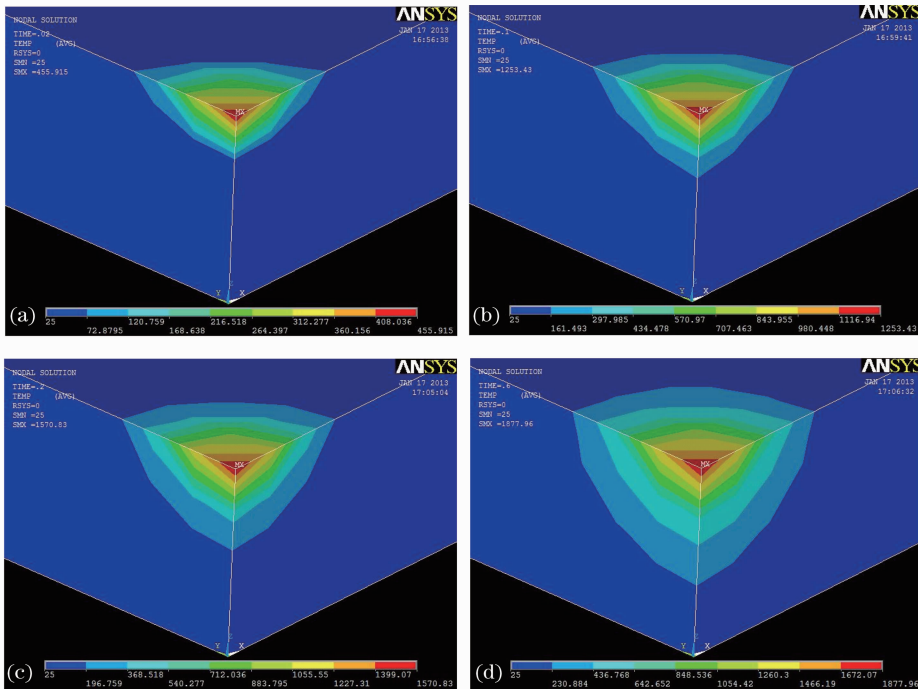 NODAL SOLUTION
TIME=.02
TEMP (AVG)
RSYS=0
SMN =25
SMX =455.915
ANSYS
JAN 17 2013
16:56:38
MX
Z
Y X
(a)
25 120.759 216.518 312.277 408.036
72.8795 168.638 264.397 360.156 455.915
NODAL SOLUTION
TIME=.1
TEMP (AVG)
RSYS=0
SMN =25
SMX =1253.43
ANSYS
JAN 17 2013
16:59:41
MX
Z
Y X
(b)
25 297.985 570.97 843.955 1116.94
161.493 434.478 707.463 980.448 1253.43
NODAL SOLUTION
TIME=.2
TEMP (AVG)
RSYS=0
SMN =25
SMX =1570.83
ANSYS
JAN 17 2013
17:05:04
MX
Z
Y X
(c)
25 368.518 712.036 1055.55 1399.07
196.759 540.277 883.795 1227.31 1570.83
NODAL SOLUTION
TIME=.6
TEMP (AVG)
RSYS=0
SMN =25
SMX =1877.96
ANSYS
JAN 17 2013
17:06:32
MX
Z
Y X
(d)
25 436.768 848.536 1260.3 1672.07
230.884 642.652 1054.42 1466.19 1877.96